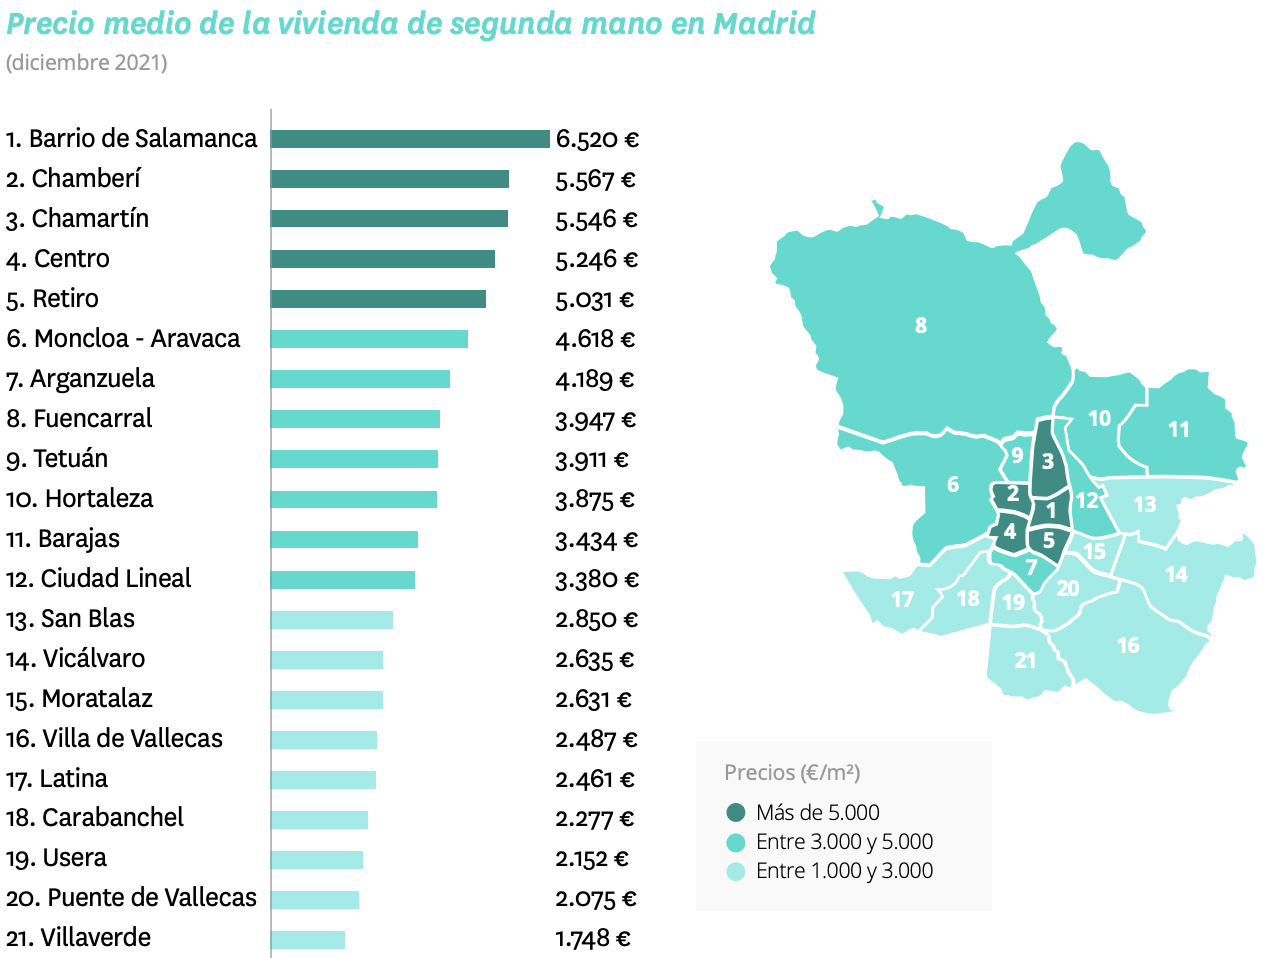 Precio medio de la vivienda de segunda mano en Madrid
(diciembre 2021)
1. Barrio de Salamanca 6.520 €
2. Chamberí 5.567 €
3. Chamartín 5.546 €
4. Centro 5.246 €
5. Retiro 5.031 €
6. Moncloa - Aravaca 4.618 €
7. Arganzuela 4.189 €
8. Fuencarral 3.947 €
9. Tetuán 3.911 €
10. Hortaleza 3.875 €
11. Barajas 3.434 €
12. Ciudad Lineal 3.380 €
13. San Blas 2.850 €
14. Vicálvaro 2.635 €
15. Moratalaz 2.631 €
16. Villa de Vallecas 2.487 €
17. Latina 2.461 €
18. Carabanchel 2.277 €
19. Usera 2.152 €
20. Puente de Vallecas 2.075 €
21. Villaverde 1.748 €
8
10
11
9
3
6
2
12
13
1
4
5
15
7
14
20
17
18
19
16
21
Precios (€/m²)
Más de 5.000
Entre 3.000 y 5.000
Entre 1.000 y 3.000